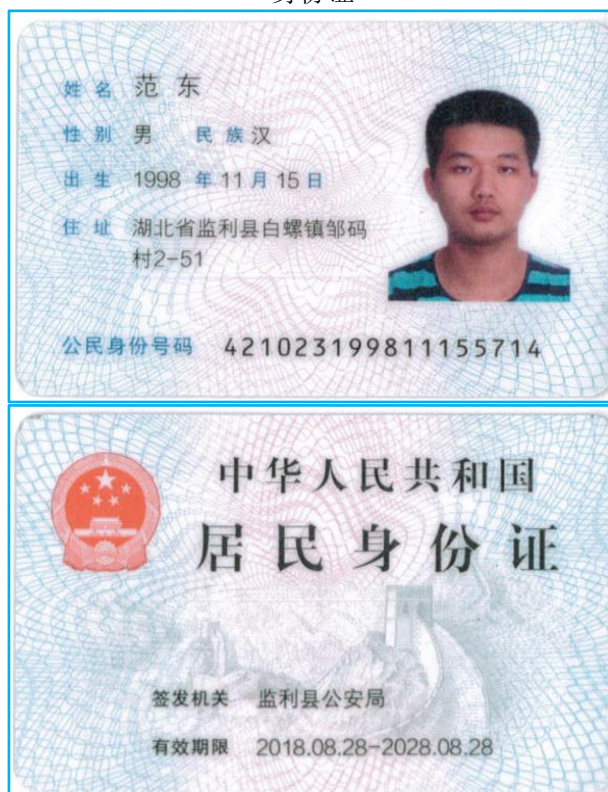 身份证
姓名 范东
性别 男 民族 汉
出生 1998 年 11 月 15 日
住址 湖北省监利县白螺镇邹码
村2-51
公民身份号码 421023199811155714
中华人民共和国
居民身份证
签发机关 监利县公安局
有效期限 2018.08.28-2028.08.28